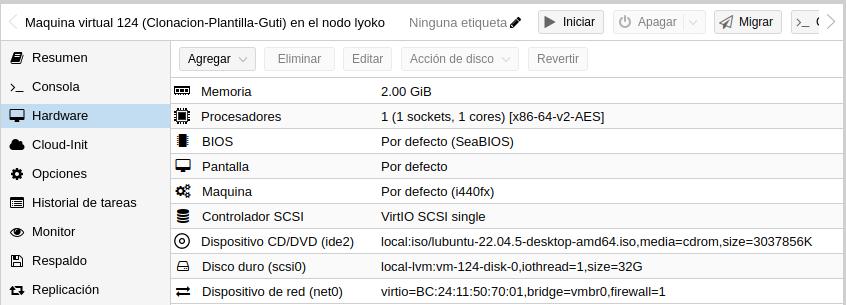 Maquina virtual 124 (Clonacion-Plantilla-Guti) en el nodo lyoko Ninguna etiqueta Iniciar Apagar Migrar
Resumen
Consola
Hardware
Cloud-Init
Opciones
Historial de tareas
Monitor
Respaldo
Replicación
Agregar Eliminar Editar Acción de disco Revertir
Memoria 2.00 GiB
Procesadores 1 (1 sockets, 1 cores) [x86-64-v2-AES]
BIOS Por defecto (SeaBIOS)
Pantalla Por defecto
Maquina Por defecto (i440fx)
Controlador SCSI VirtIO SCSI single
Dispositivo CD/DVD (ide2) local:iso/lubuntu-22.04.5-desktop-amd64.iso,media=cdrom,size=3037856K
Disco duro (scsi0) local-lvm:vm-124-disk-0,iothread=1,size=32G
Dispositivo de red (net0) virtio=BC:24:11:50:70:01,bridge=vmbr0,firewall=1